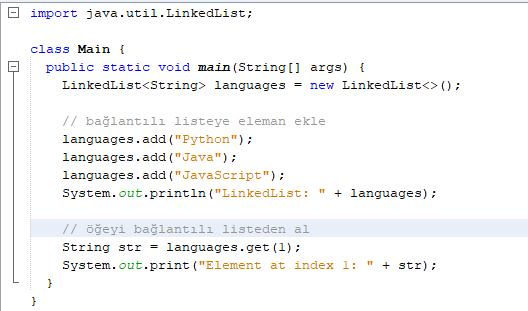 import java.util.LinkedList;
class Main {
public static void main(String[] args) {
LinkedList<String> languages = new LinkedList<>();
// bağlantılı listeye eleman ekle
languages.add("Python");
languages.add("Java");
languages.add("JavaScript");
System.out.println("LinkedList: " + languages);
// öğeyi bağlantılı listeden al
String str = languages.get(1);
System.out.print("Element at index 1: " + str);
}
}